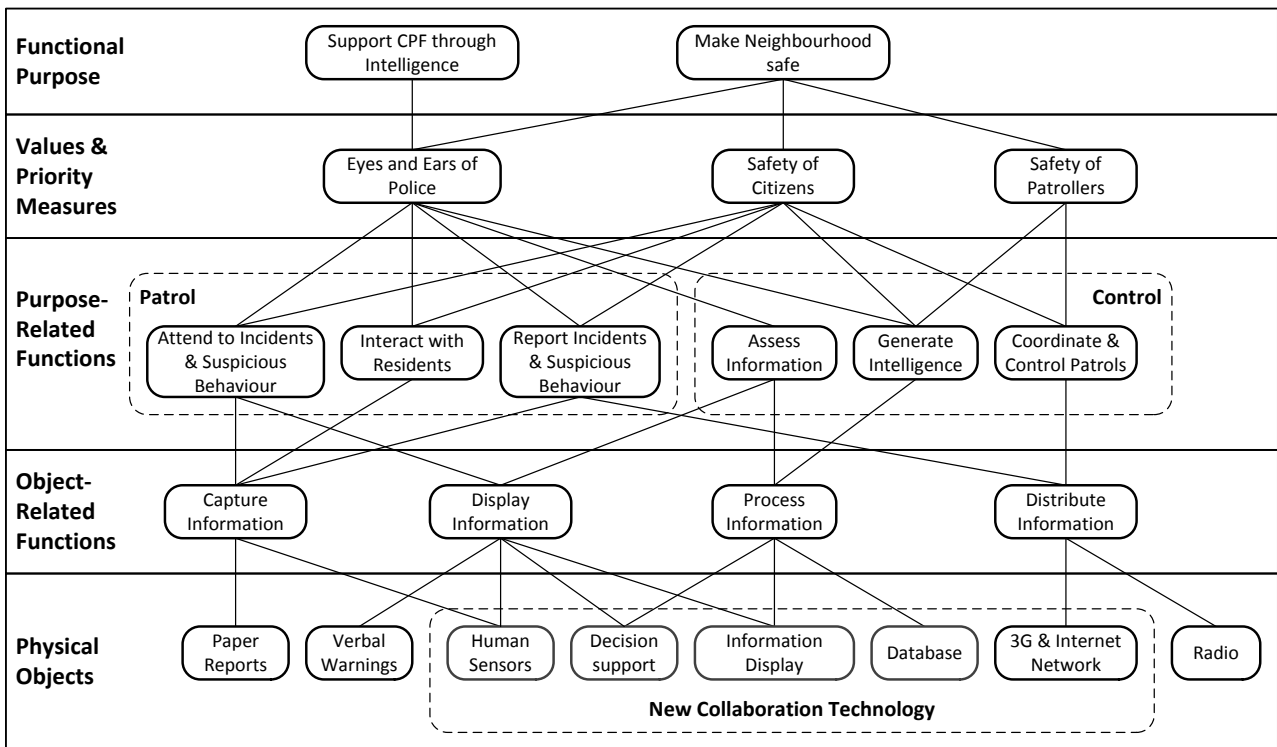 Functional
Purpose
Support CPF through
Intelligence
Make Neighbourhood
safe
Values &
Priority
Measures
Eyes and Ears of
Police
Safety of
Citizens
Safety of
Patrollers
Purpose-
Related
Functions
Patrol
Attend to Incidents
& Suspicious
Behaviour
Interact with
Residents
Report Incidents
& Suspicious
Behaviour
Control
Assess
Information
Generate
Intelligence
Coordinate &
Control Patrols
Object-
Related
Functions
Capture
Information
Display
Information
Process
Information
Distribute
Information
Physical
Objects
Paper
Reports
Verbal
Warnings
Human
Sensors
Decision
support
Information
Display
Database
3G & Internet
Network
Radio
New Collaboration Technology